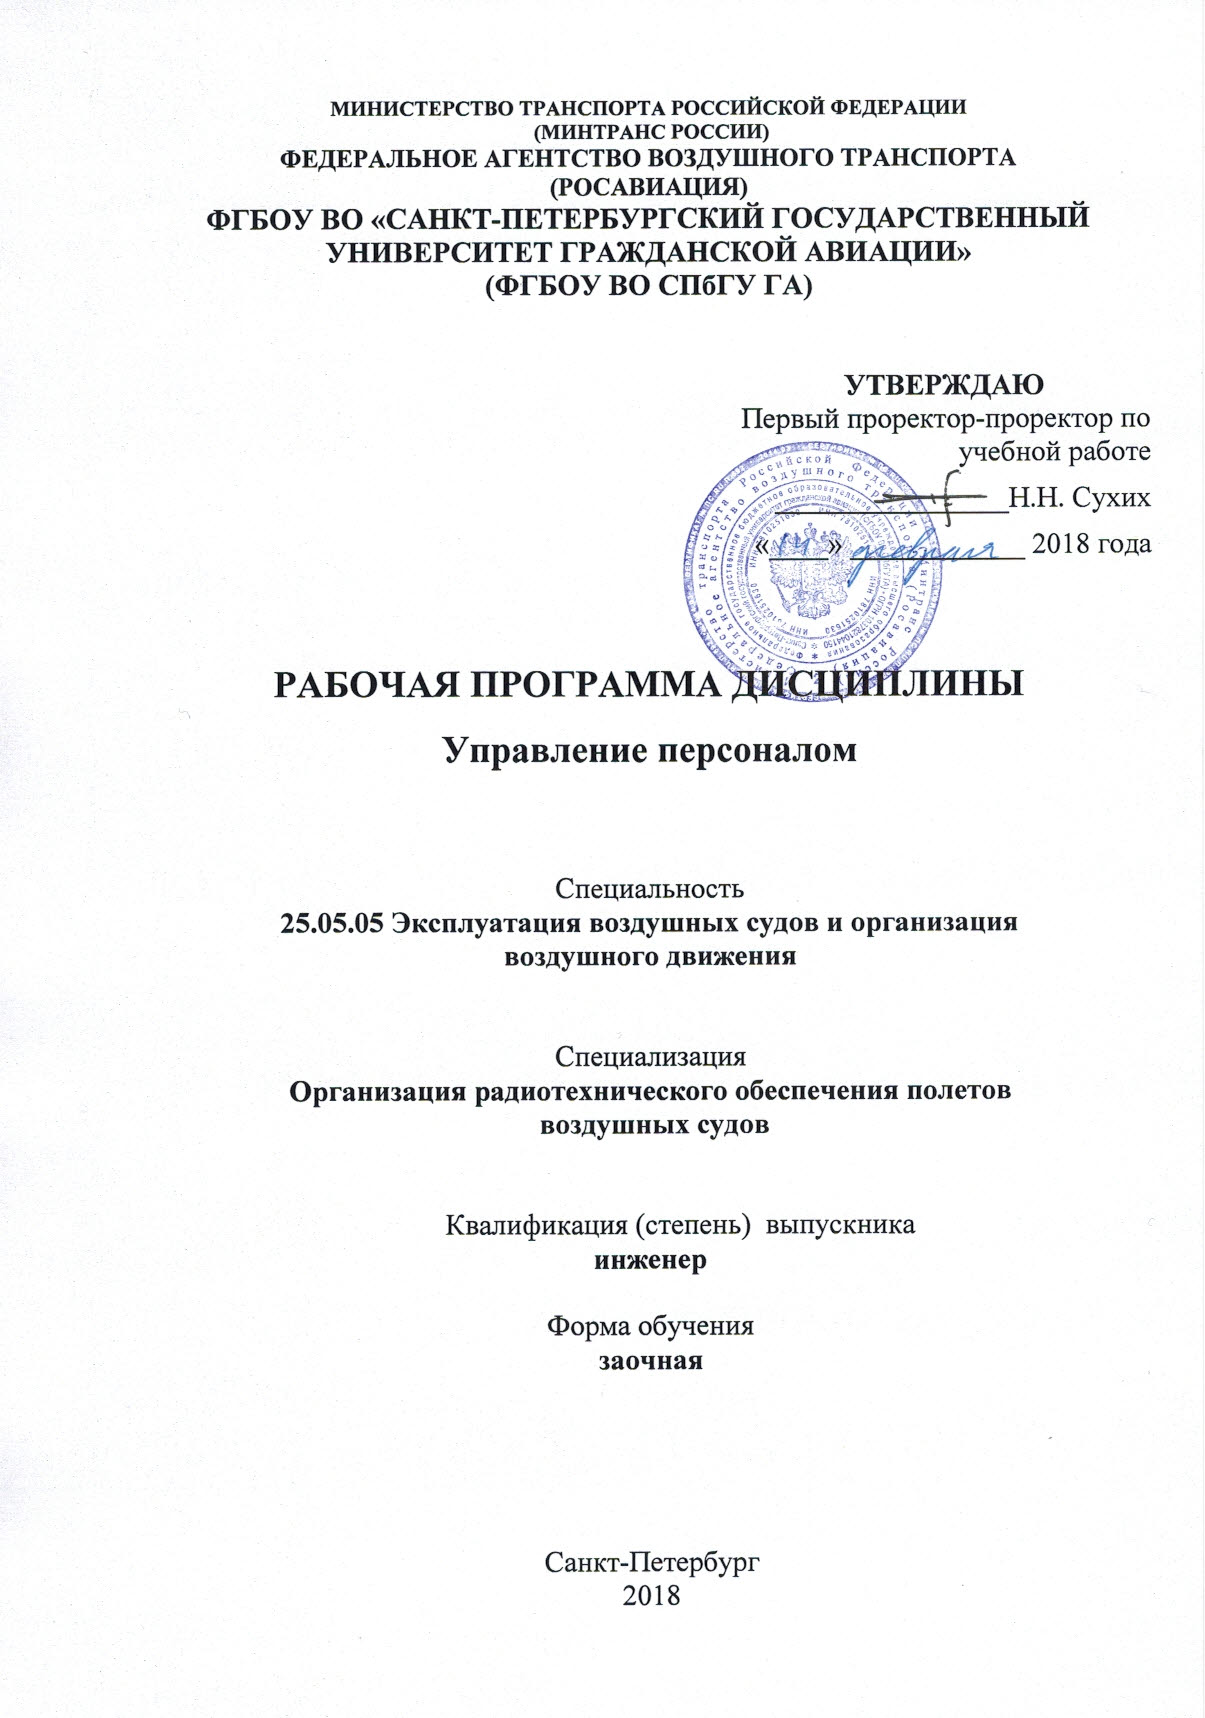 МИНИСТЕРСТВО ТРАНСПОРТА РОССИЙСКОЙ ФЕДЕРАЦИИ
(МИНТРАНС РОССИИ)
ФЕДЕРАЛЬНОЕ АГЕНТСТВО ВОЗДУШНОГО ТРАНСПОРТА
(РОСАВИАЦИЯ)
ФГБОУ ВО «САНКТ-ПЕТЕРБУРГСКИЙ ГОСУДАРСТВЕННЫЙ
УНИВЕРСИТЕТ ГРАЖДАНСКОЙ АВИАЦИИ»
(ФГБОУ ВО СПбГУ ГА)
УТВЕРЖДАЮ
Первый проректор-проректор по
учебной работе
Н.Н. Сухих
«14» февраля 2018 года
РАБОЧАЯ ПРОГРАММА ДИСЦИПЛИНЫ
Управление персоналом
Специальность
25.05.05 Эксплуатация воздушных судов и организация
воздушного движения
Специализация
Организация радиотехнического обеспечения полетов
воздушных судов
Квалификация (степень) выпускника
инженер
Форма обучения
заочная
Санкт-Петербург
2018